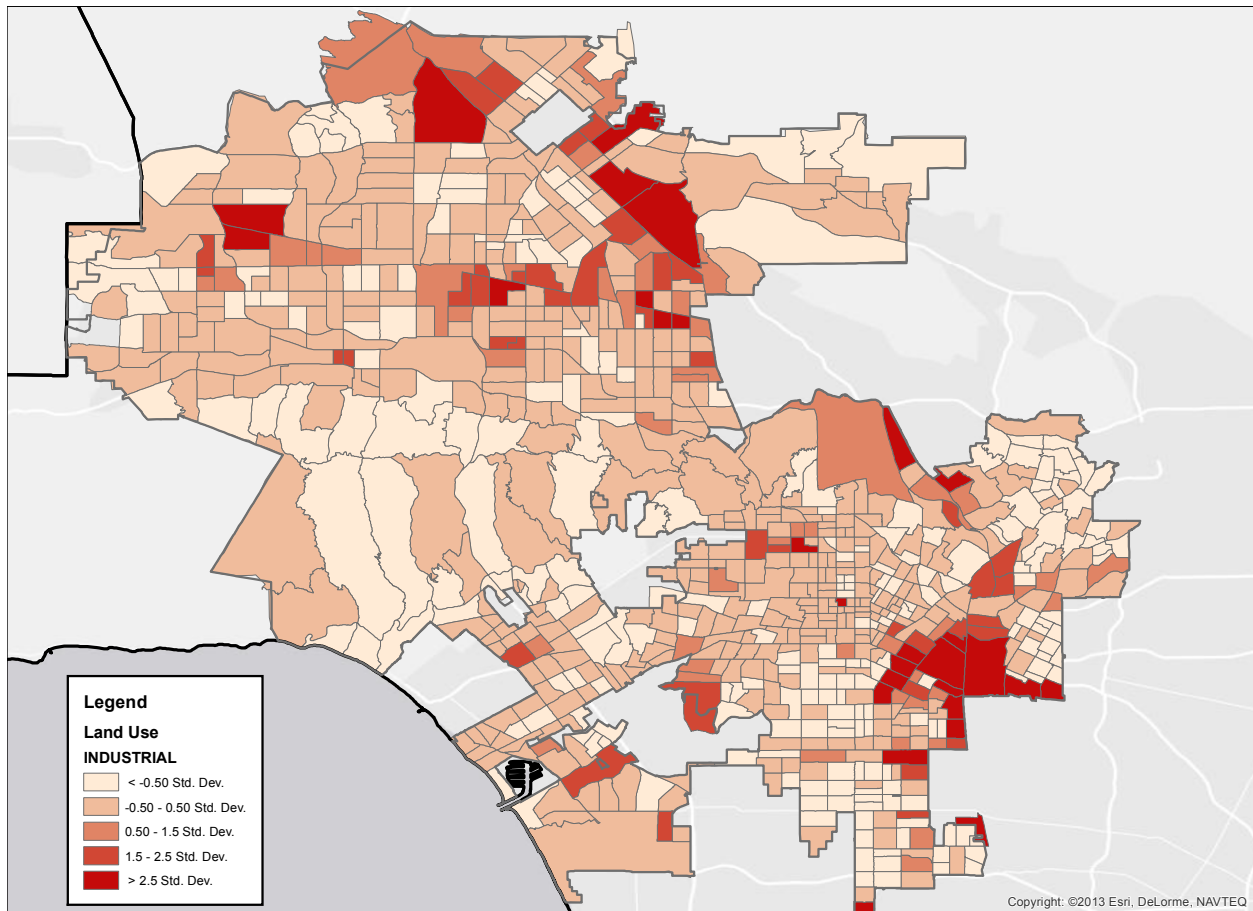 Legend
Land Use
INDUSTRIAL
< -0.50 Std. Dev.
-0.50 - 0.50 Std. Dev.
0.50 - 1.5 Std. Dev.
1.5 - 2.5 Std. Dev.
> 2.5 Std. Dev.
Copyright: ©2013 Esri, DeLorme, NAVTEQ